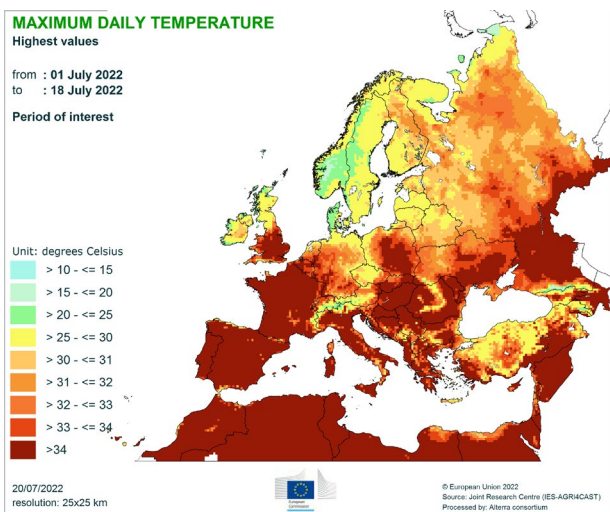 MAXIMUM DAILY TEMPERATURE
Highest values
from : 01 July 2022
to : 18 July 2022
Period of interest
Unit: degrees Celsius
> 10 - <= 15
> 15 - <= 20
> 20 - <= 25
> 25 - <= 30
> 30 - <= 31
> 31 - <= 32
> 32 - <= 33
> 33 - <= 34
>34
20/07/2022
resolution: 25x25 km
European
Commission
© European Union 2022
Source: Joint Research Centre (IES-AGRI4CAST)
Processed by: Alterra consortium